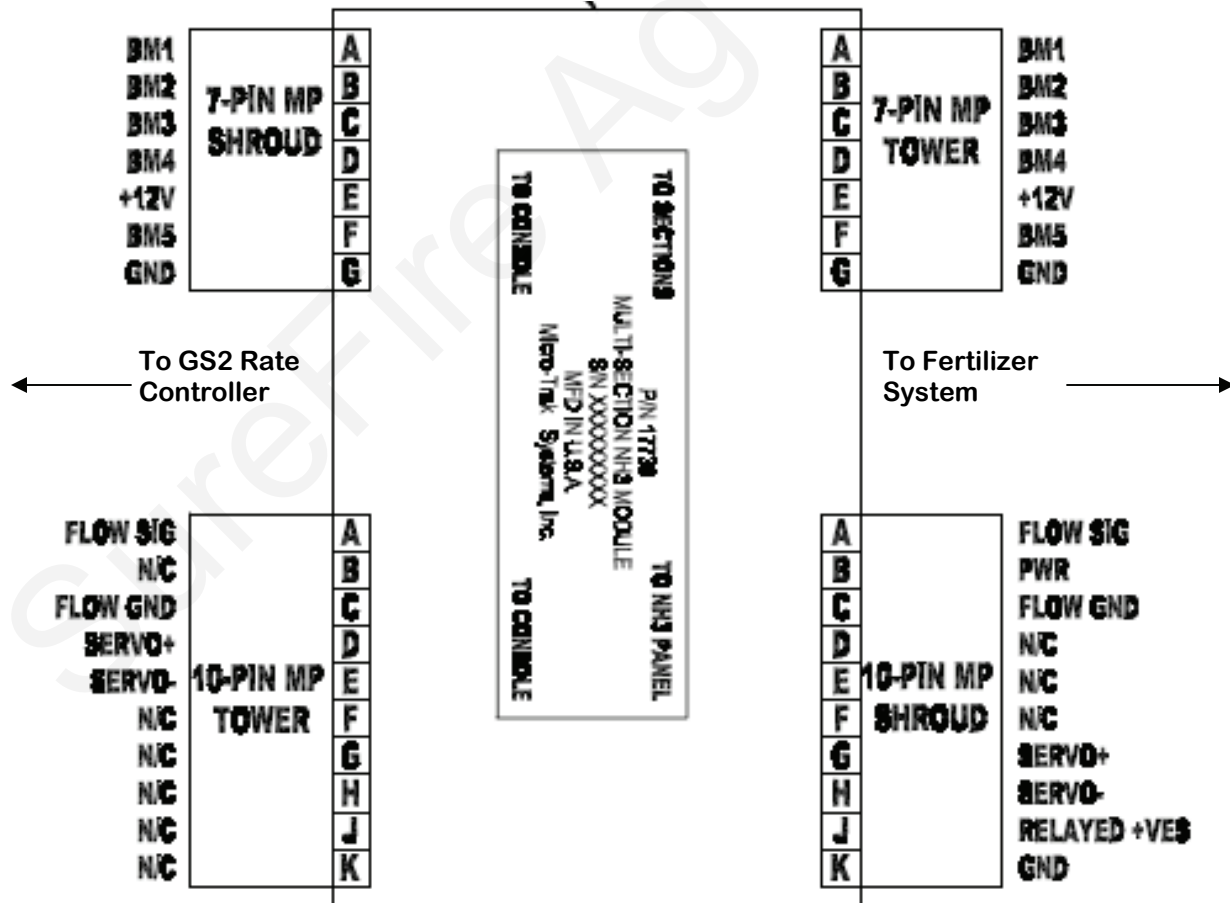 BM1
BM2
BM3
BM4
+12V
BM5
GND
7-PIN MP
SHROUD
A
B
C
D
E
F
G
A
B
C
D
E
F
G
7-PIN MP
TOWER
BM1
BM2
BM3
BM4
+12V
BM5
GND
TO CONSOLE
TO SECTIONS
To GS2 Rate
Controller
To Fertilizer
System
P/N 17739
MULTI-SECTION NH3 MODULE
S/N XXXXXXXXX
MFD IN U.S.A.
Micro-Trak Systems, Inc.
TO CONSOLE
TO NH3 PANEL
FLOW SIG
N/C
FLOW GND
SERVO+
SERVO-
N/C
N/C
N/C
N/C
N/C
10-PIN MP
TOWER
A
B
C
D
E
F
G
H
J
K
A
B
C
D
E
F
G
H
J
K
10-PIN MP
SHROUD
FLOW SIG
PWR
FLOW GND
N/C
N/C
N/C
SERVO+
SERVO-
RELAYED +VES
GND
SureFire Ag